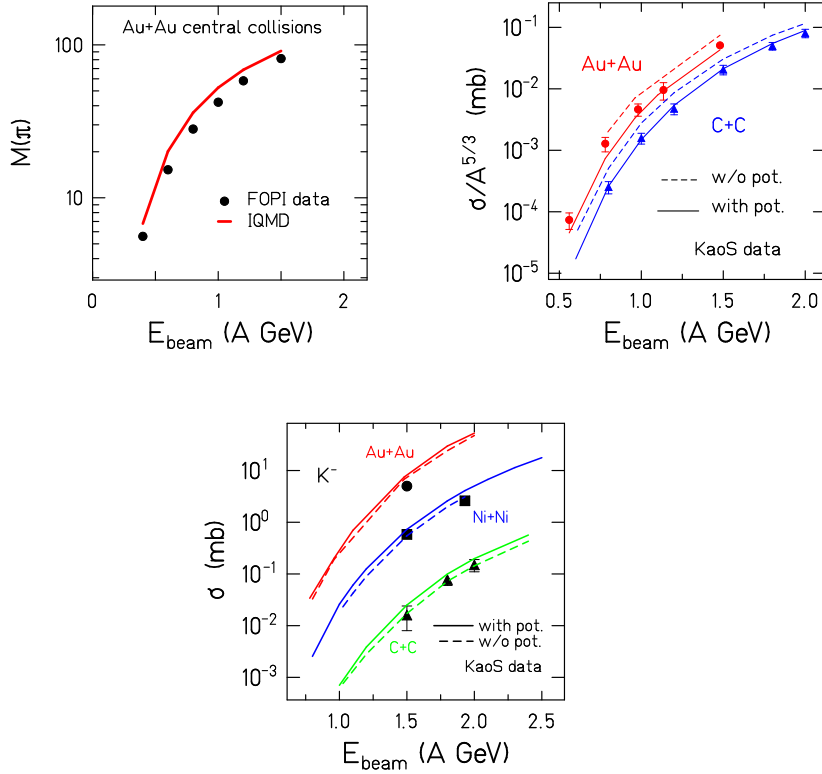 Au+Au central collisions
100
10
M(π)
FOPI data
IQMD
0 1 2
E_beam (A GeV)
10^-1
10^-2
10^-3
10^-4
10^-5
σ/A^5/3 (mb)
Au+Au
C+C
w/o pot.
with pot.
KaoS data
0.5 1.0 1.5 2.0
E_beam (A GeV)
K^-
Au+Au
10^1
10^0
10^-1
10^-2
10^-3
σ (mb)
Ni+Ni
C+C
with pot.
w/o pot.
KaoS data
1.0 1.5 2.0 2.5
E_beam (A GeV)